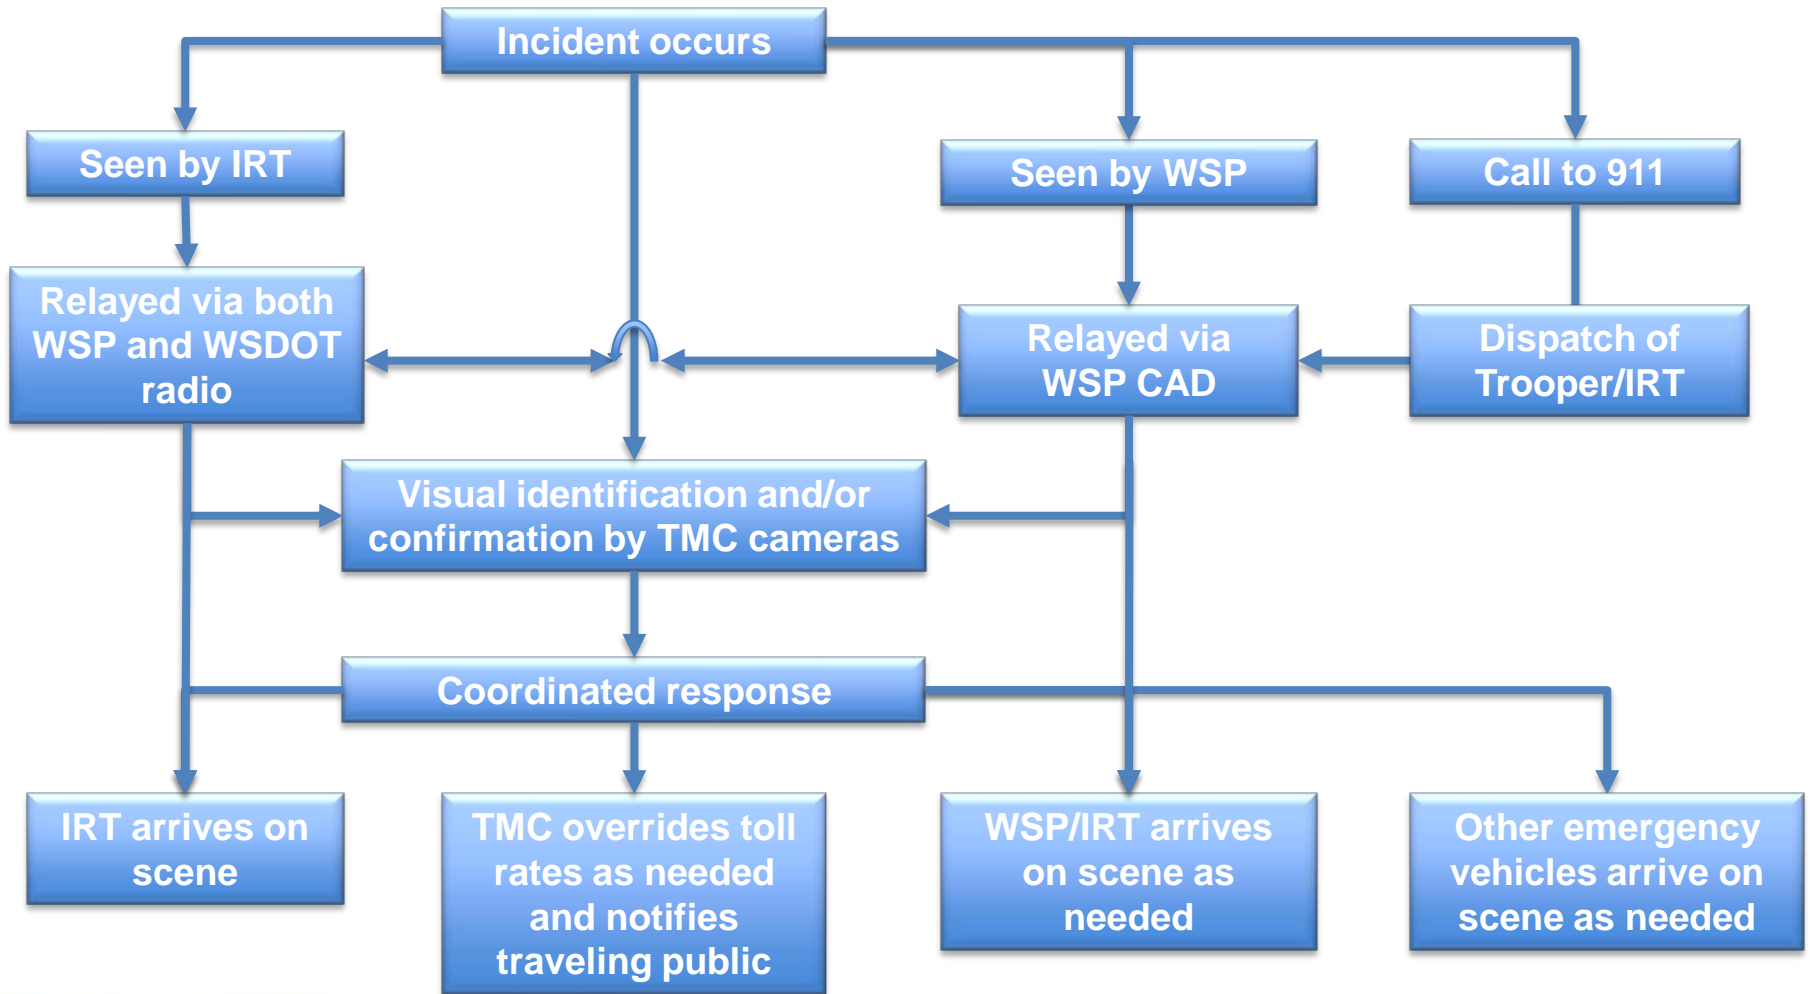 Incident occurs
Seen by IRT
Seen by WSP
Call to 911
Relayed via both
WSP and WSDOT
radio
Relayed via
WSP CAD
Dispatch of
Trooper/IRT
Visual identification and/or
confirmation by TMC cameras
Coordinated response
IRT arrives on
scene
TMC overrides toll
rates as needed
and notifies
traveling public
WSP/IRT arrives
on scene as
needed
Other emergency
vehicles arrive on
scene as needed